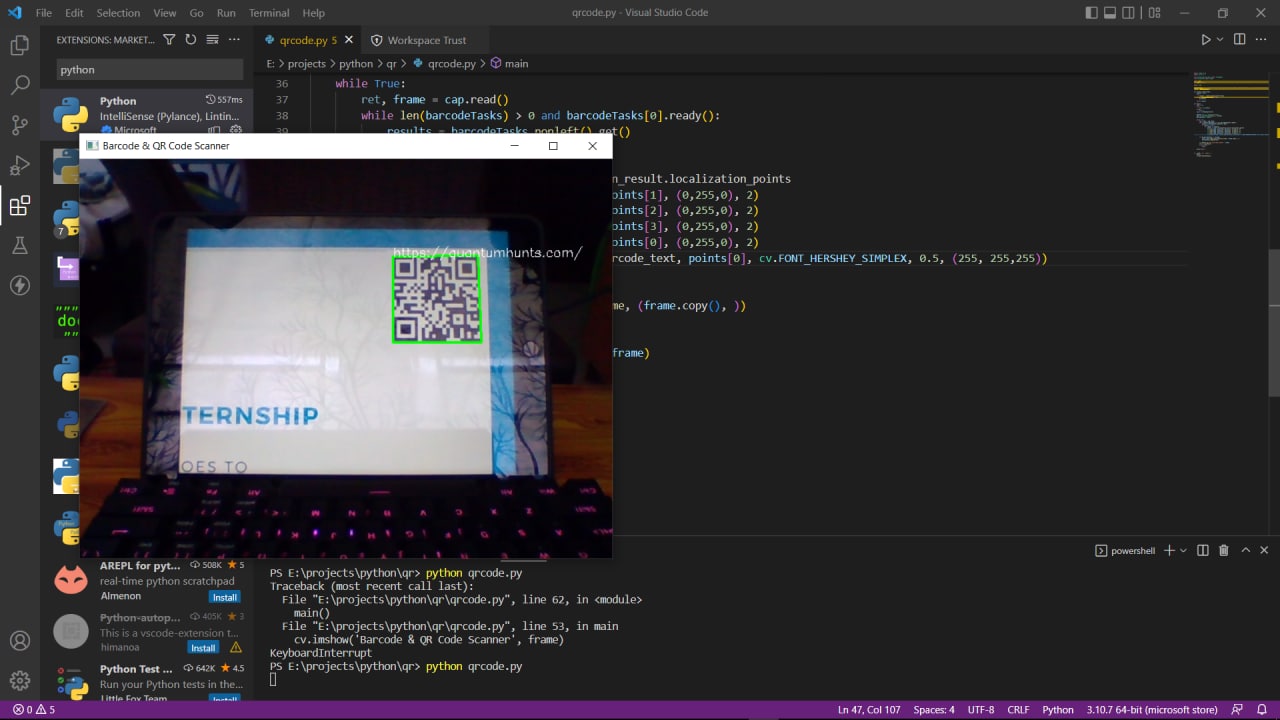 File Edit Selection View Go Run Terminal Help
qrcode.py - Visual Studio Code
EXTENSIONS: MARKET...
python
Python
557ms
IntelliSense (Pylance), Lintin...
Microsoft
7
AREPL for pyt... 508K 5
real-time python scratchpad
Almenon Install
Python-autop... 405K 3
This is a vscode-extension t...
himanoa Install
Python Test ... 642K 4.5
Run your Python tests in the...
Little Fox Team Install
qrcode.py 5
Workspace Trust
E: > projects > python > qr > qrcode.py > main
36 while True:
37 ret, frame = cap.read()
38 while len(barcodeTasks) > 0 and barcodeTasks[0].ready():
39 results = barcodeTasks.popleft().get()
n_result.localization_points
points[1], (0,255,0), 2)
points[2], (0,255,0), 2)
points[3], (0,255,0), 2)
points[0], (0,255,0), 2)
rcode_text, points[0], cv.FONT_HERSHEY_SIMPLEX, 0.5, (255, 255,255))
me, (frame.copy(), ))
frame)
Barcode & QR Code Scanner
https://quantumhunts.com/
TERNSHIP
OES TO
powershell
PS E:\projects\python\qr> python qrcode.py
Traceback (most recent call last):
File "E:\projects\python\qr\qrcode.py", line 62, in <module>
main()
File "E:\projects\python\qr\qrcode.py", line 53, in main
cv.imshow('Barcode & QR Code Scanner', frame)
KeyboardInterrupt
PS E:\projects\python\qr> python qrcode.py
0 5
Ln 47, Col 107 Spaces: 4 UTF-8 CRLF Python 3.10.7 64-bit (microsoft store)